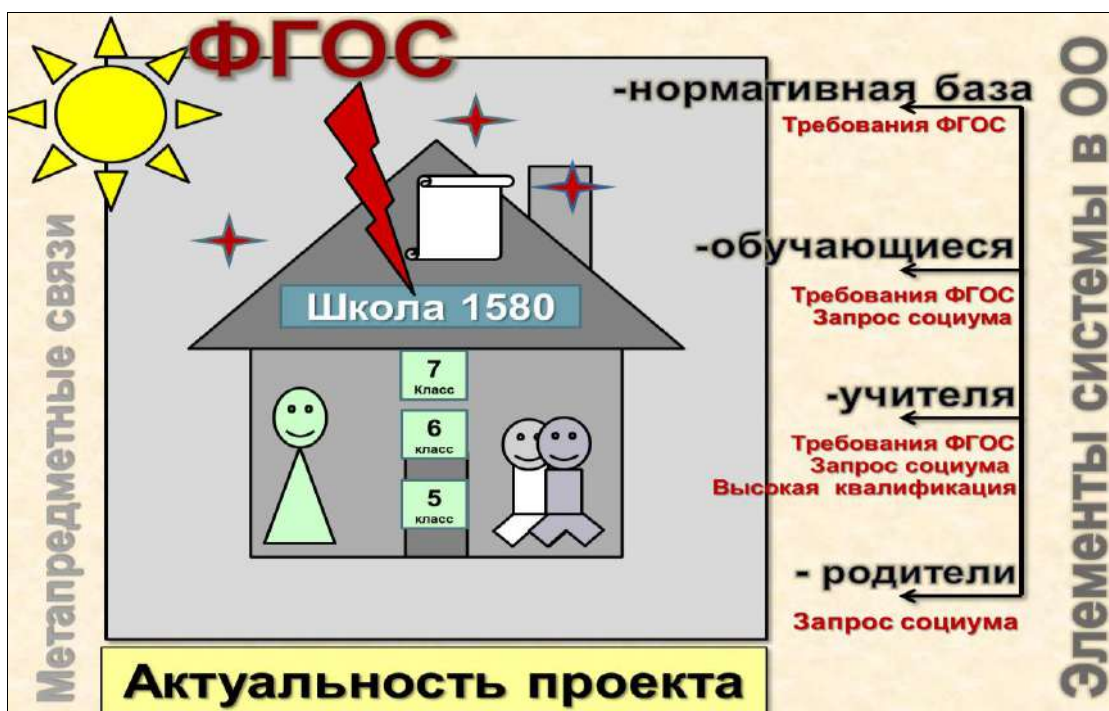 ФГОС
Метапредметные связи
Школа 1580
7
Класс
6
класс
5
класс
-нормативная база
Требования ФГОС
-обучающиеся
Требования ФГОС
Запрос социума
-учителя
Требования ФГОС
Запрос социума
Высокая квалификация
- родители
Запрос социума
Элементы системы в ОО
Актуальность проекта